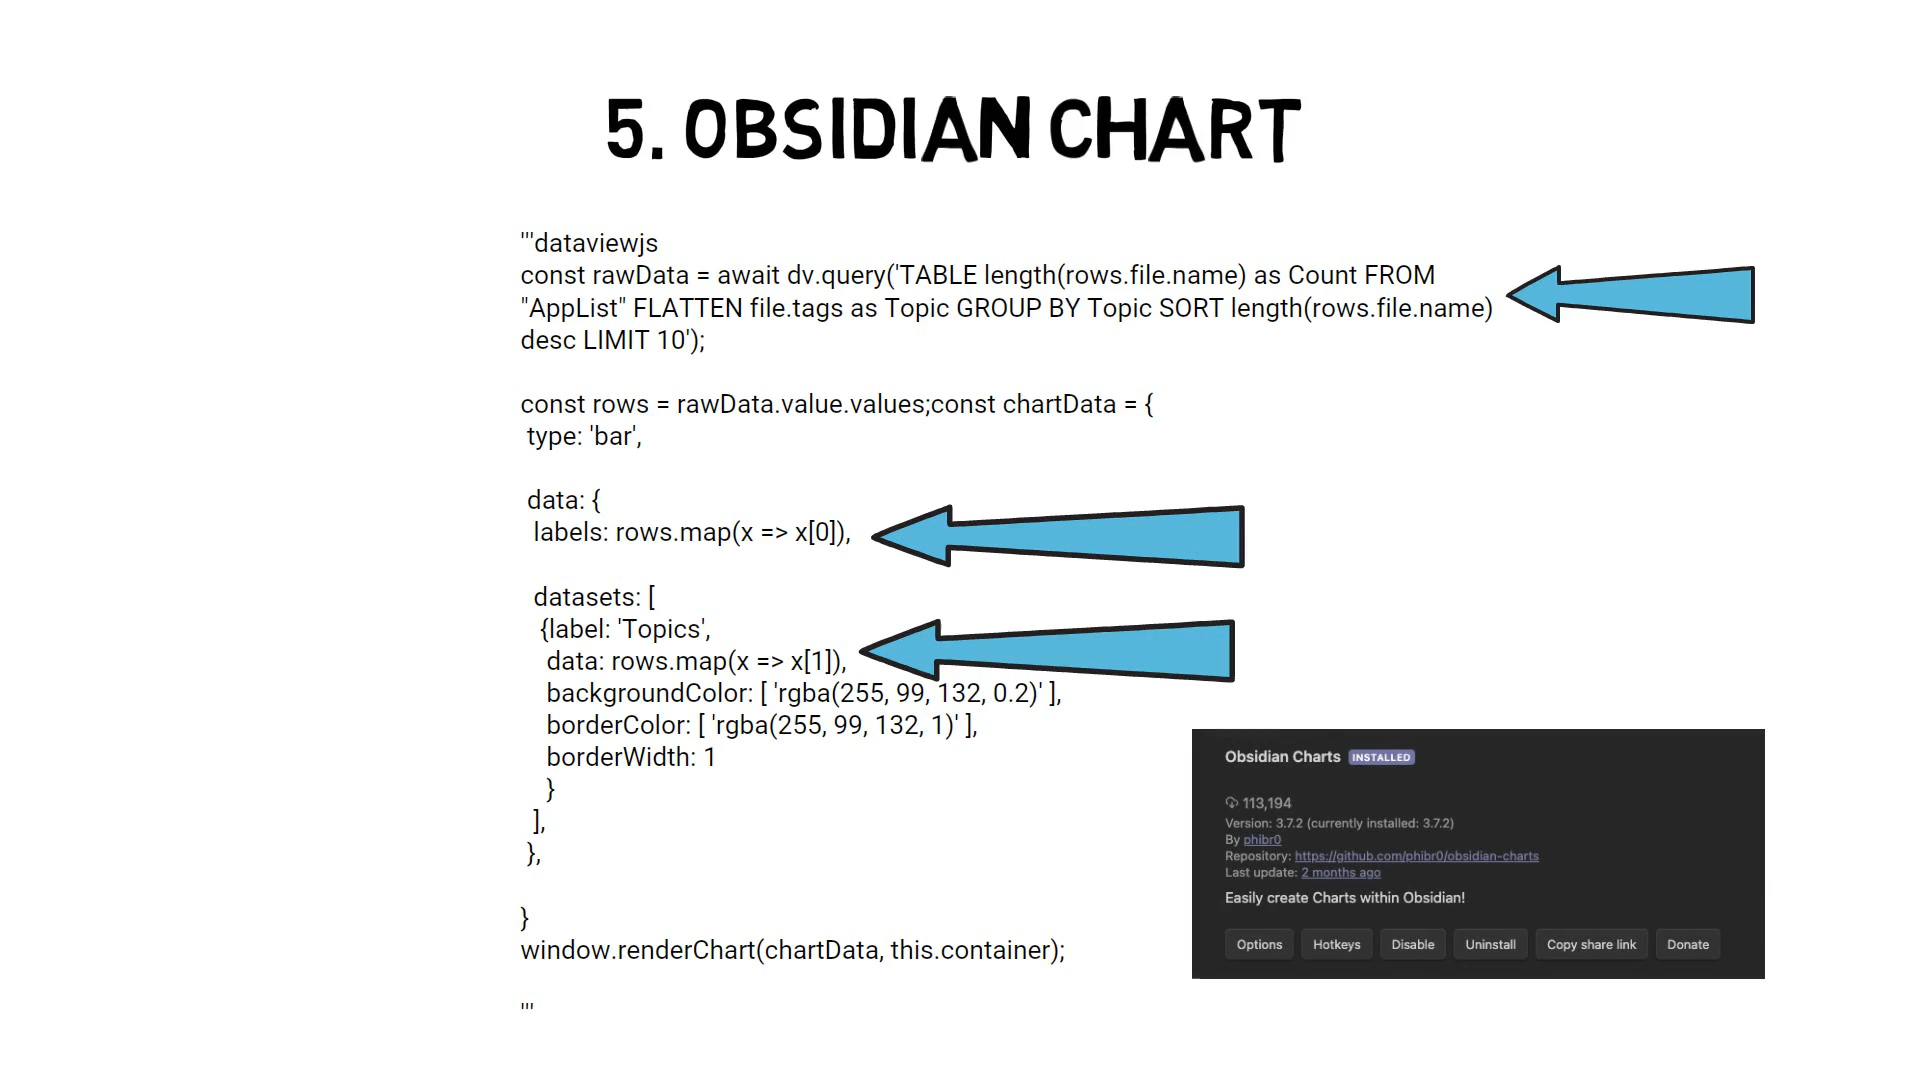 5. OBSIDIAN CHART
'''dataviewjs
const rawData = await dv.query('TABLE length(rows.file.name) as Count FROM
"AppList" FLATTEN file.tags as Topic GROUP BY Topic SORT length(rows.file.name)
desc LIMIT 10');
const rows = rawData.value.values;const chartData = {
type: 'bar',
data: {
labels: rows.map(x => x[0]),
datasets: [
{label: 'Topics',
data: rows.map(x => x[1]),
backgroundColor: [ 'rgba(255, 99, 132, 0.2)' ],
borderColor: [ 'rgba(255, 99, 132, 1)' ],
borderWidth: 1
}
],
},
}
window.renderChart(chartData, this.container);
'''
Obsidian Charts INSTALLED
113,194
Version: 3.7.2 (currently installed: 3.7.2)
By phibr0
Repository: https://github.com/phibr0/obsidian-charts
Last update: 2 months ago
Easily create Charts within Obsidian!
Options Hotkeys Disable Uninstall Copy share link Donate